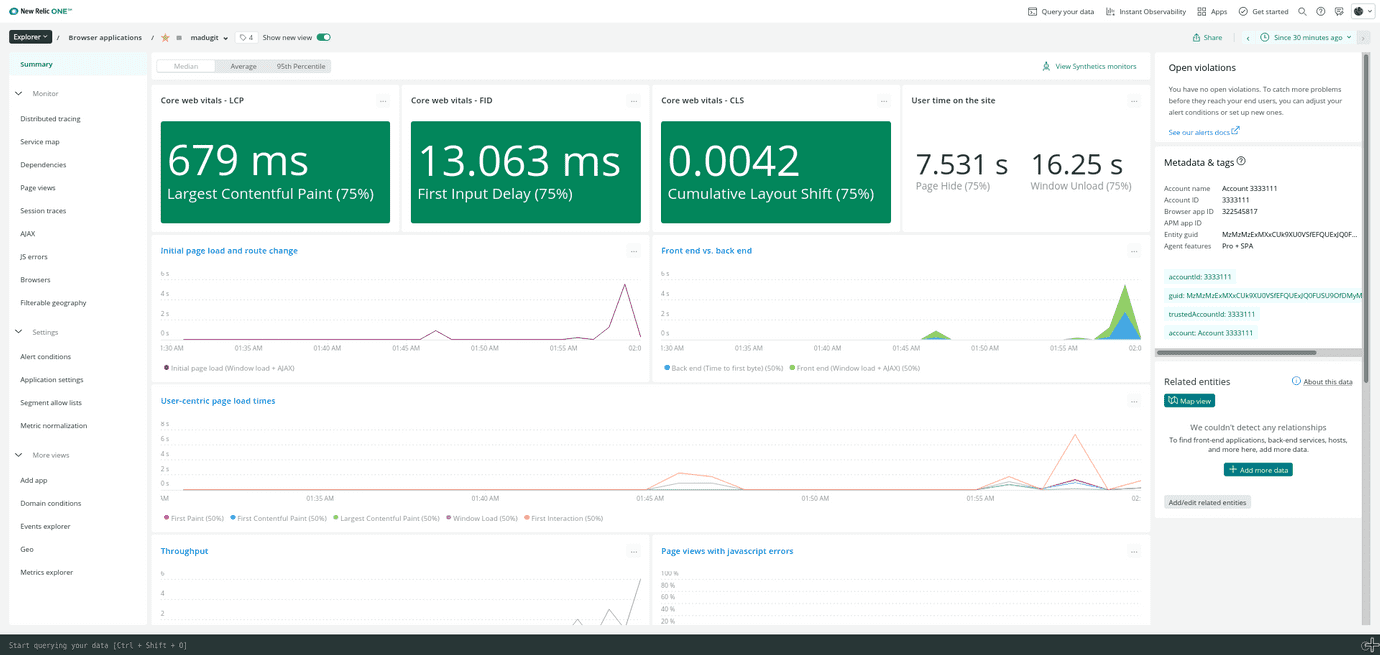 New Relic ONE™
Query your data
Instant Observability
Apps
Get started
Explorer / Browser applications / madugit 4 Show new view
Share
Since 30 minutes ago
Summary
Monitor
Distributed tracing
Service map
Dependencies
Page views
Session traces
AJAX
JS errors
Browsers
Filterable geography
Settings
Alert conditions
Application settings
Segment allow lists
Metric normalization
More views
Add app
Domain conditions
Events explorer
Geo
Metrics explorer
Median Average 95th Percentile
View Synthetics monitors
Core web vitals - LCP
679 ms
Largest Contentful Paint (75%)
Core web vitals - FID
13.063 ms
First Input Delay (75%)
Core web vitals - CLS
0.0042
Cumulative Layout Shift (75%)
User time on the site
7.531 s
Page Hide (75%)
16.25 s
Window Unload (75%)
Initial page load and route change
6 s
4 s
2 s
0 s
1:30 AM 01:35 AM 01:40 AM 01:45 AM 01:50 AM 01:55 AM 02:0
Initial page load (Window load + AJAX)
Front end vs. back end
6 s
4 s
2 s
0 s
1:30 AM 01:35 AM 01:40 AM 01:45 AM 01:50 AM 01:55 AM 02:0
Back end (Time to first byte) (50%) Front end (Window load + AJAX) (50%)
User-centric page load times
8 s
6 s
4 s
2 s
0 s
AM 01:35 AM 01:40 AM 01:45 AM 01:50 AM 01:55 AM 02:
First Paint (50%) First Contentful Paint (50%) Largest Contentful Paint (50%) Window Load (50%) First Interaction (50%)
Throughput
6
4
2
Page views with javascript errors
100 %
80 %
60 %
40 %
20 %
Open violations
You have no open violations. To catch more problems
before they reach your end users, you can adjust your
alert conditions or set up new ones.
See our alerts docs
Metadata & tags
Account name Account 3333111
Account ID 3333111
Browser app ID 322545817
APM app ID
Entity guid MzMzMzExMXxCUk9XU0VSfEFQUExJQ0F...
Agent features Pro + SPA
accountId: 3333111
guid: MzMzMzExMXxCUk9XU0VSfEFQUExJQ0FUSU9OfDMyM
trustedAccountId: 3333111
account: Account 3333111
Related entities
About this data
Map view
We couldn't detect any relationships
To find front-end applications, back-end services, hosts,
and more here, add more data.
Add more data
Add/edit related entities
Start querying your data [Ctrl + Shift + O]